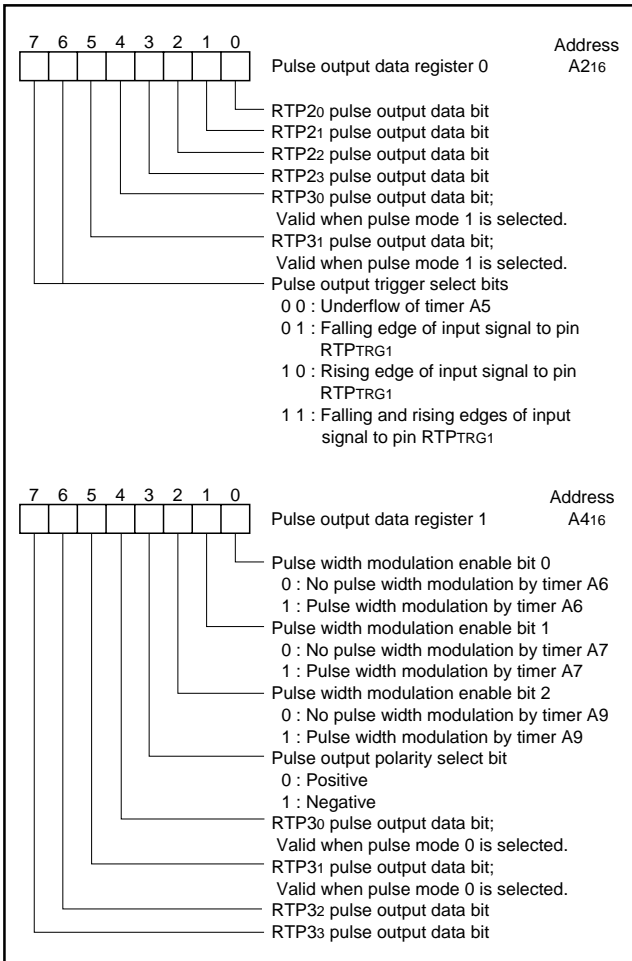 7 6 5 4 3 2 1 0
Address
Pulse output data register 0
A216
RTP20 pulse output data bit
RTP21 pulse output data bit
RTP22 pulse output data bit
RTP23 pulse output data bit
RTP30 pulse output data bit;
Valid when pulse mode 1 is selected.
RTP31 pulse output data bit;
Valid when pulse mode 1 is selected.
Pulse output trigger select bits
0 0 : Underflow of timer A5
0 1 : Falling edge of input signal to pin
RTPTRG1
1 0 : Rising edge of input signal to pin
RTPTRG1
1 1 : Falling and rising edges of input
signal to pin RTPTRG1
7 6 5 4 3 2 1 0
Address
Pulse output data register 1
A416
Pulse width modulation enable bit 0
0 : No pulse width modulation by timer A6
1 : Pulse width modulation by timer A6
Pulse width modulation enable bit 1
0 : No pulse width modulation by timer A7
1 : Pulse width modulation by timer A7
Pulse width modulation enable bit 2
0 : No pulse width modulation by timer A9
1 : Pulse width modulation by timer A9
Pulse output polarity select bit
0 : Positive
1 : Negative
RTP30 pulse output data bit;
Valid when pulse mode 0 is selected.
RTP31 pulse output data bit;
Valid when pulse mode 0 is selected.
RTP32 pulse output data bit
RTP33 pulse output data bit